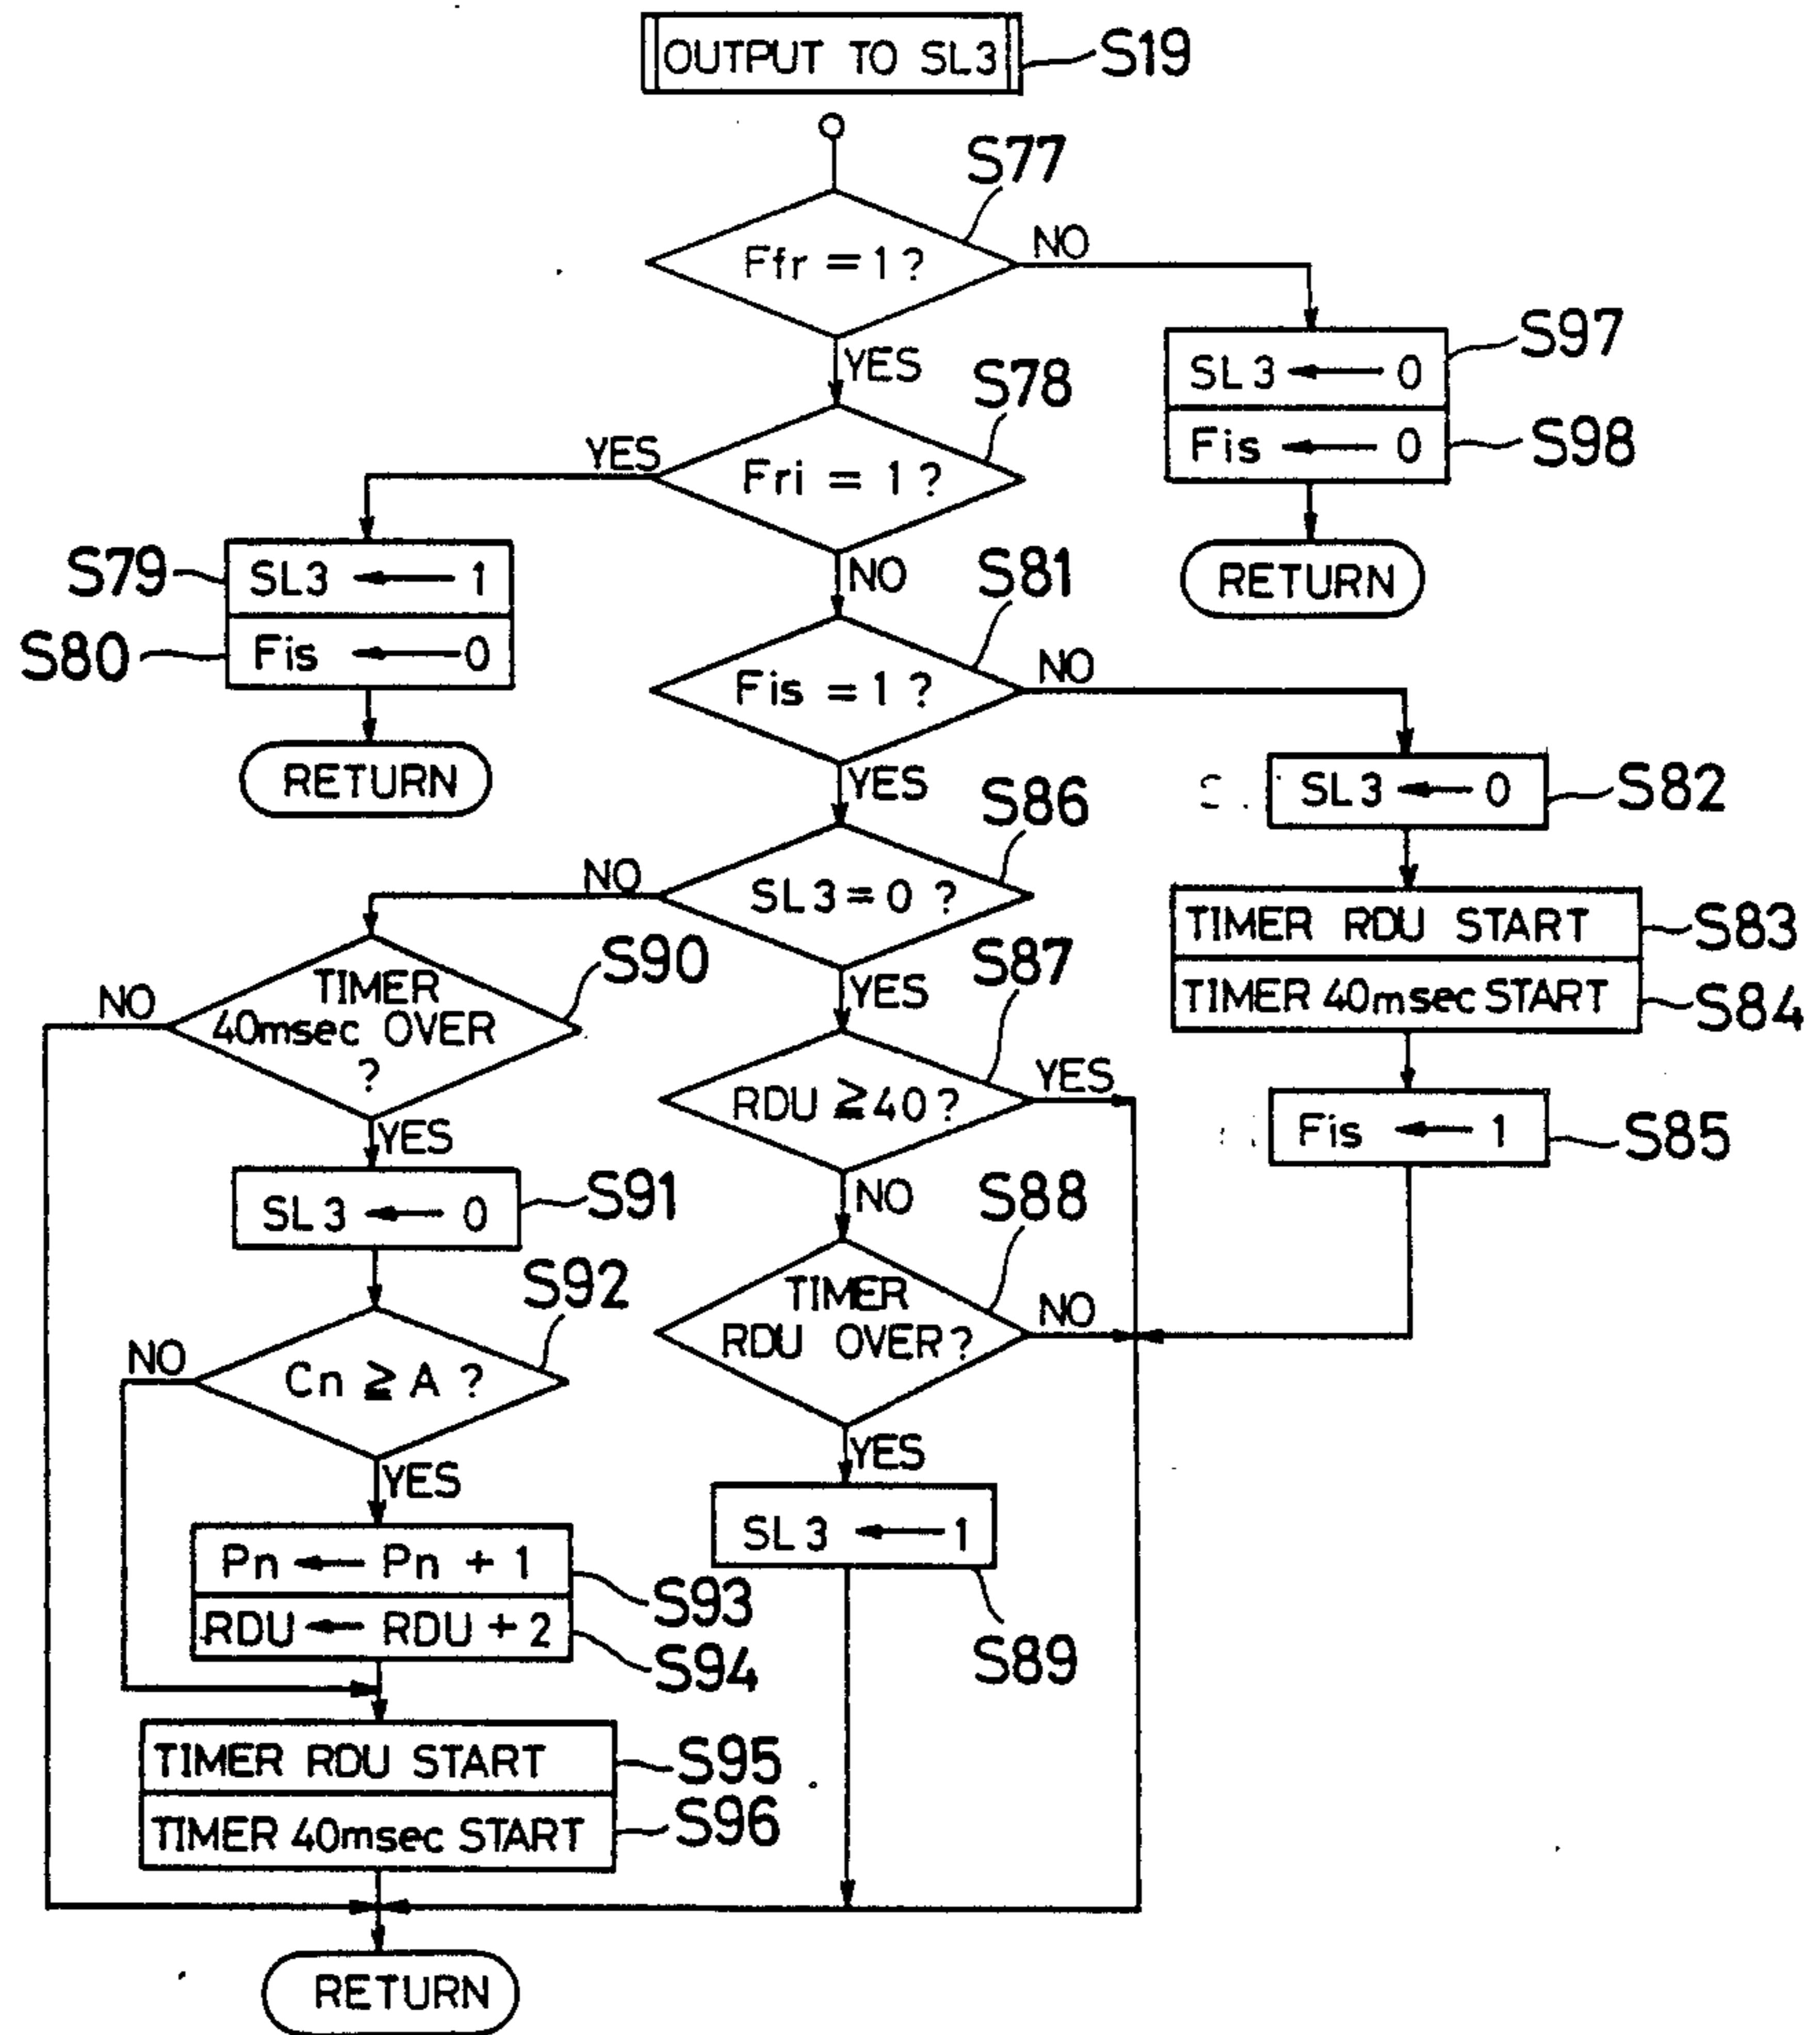 OUTPUT TO SL3
S19
S77
Ffr = 1 ?
NO
YES
S97
SL3 ← 0
Fis ← 0
S98
RETURN
S78
YES
Fri = 1 ?
NO
S79
SL3 ← 1
S80
Fis ← 0
RETURN
S81
Fis = 1 ?
NO
YES
SL3 ← 0
S82
TIMER RDU START
S83
TIMER 40msec START
S84
Fis ← 1
S85
S86
NO
SL3 = 0 ?
YES
S90
NO
TIMER
40msec OVER
?
YES
S87
RDU ≧ 40 ?
YES
NO
SL3 ← 0
S91
S88
TIMER
RDU OVER ?
NO
YES
S92
NO
Cn ≧ A ?
YES
SL3 ← 1
S89
Pn ← Pn + 1
S93
RDU ← RDU + 2
S94
TIMER RDU START
S95
TIMER 40msec START
S96
RETURN